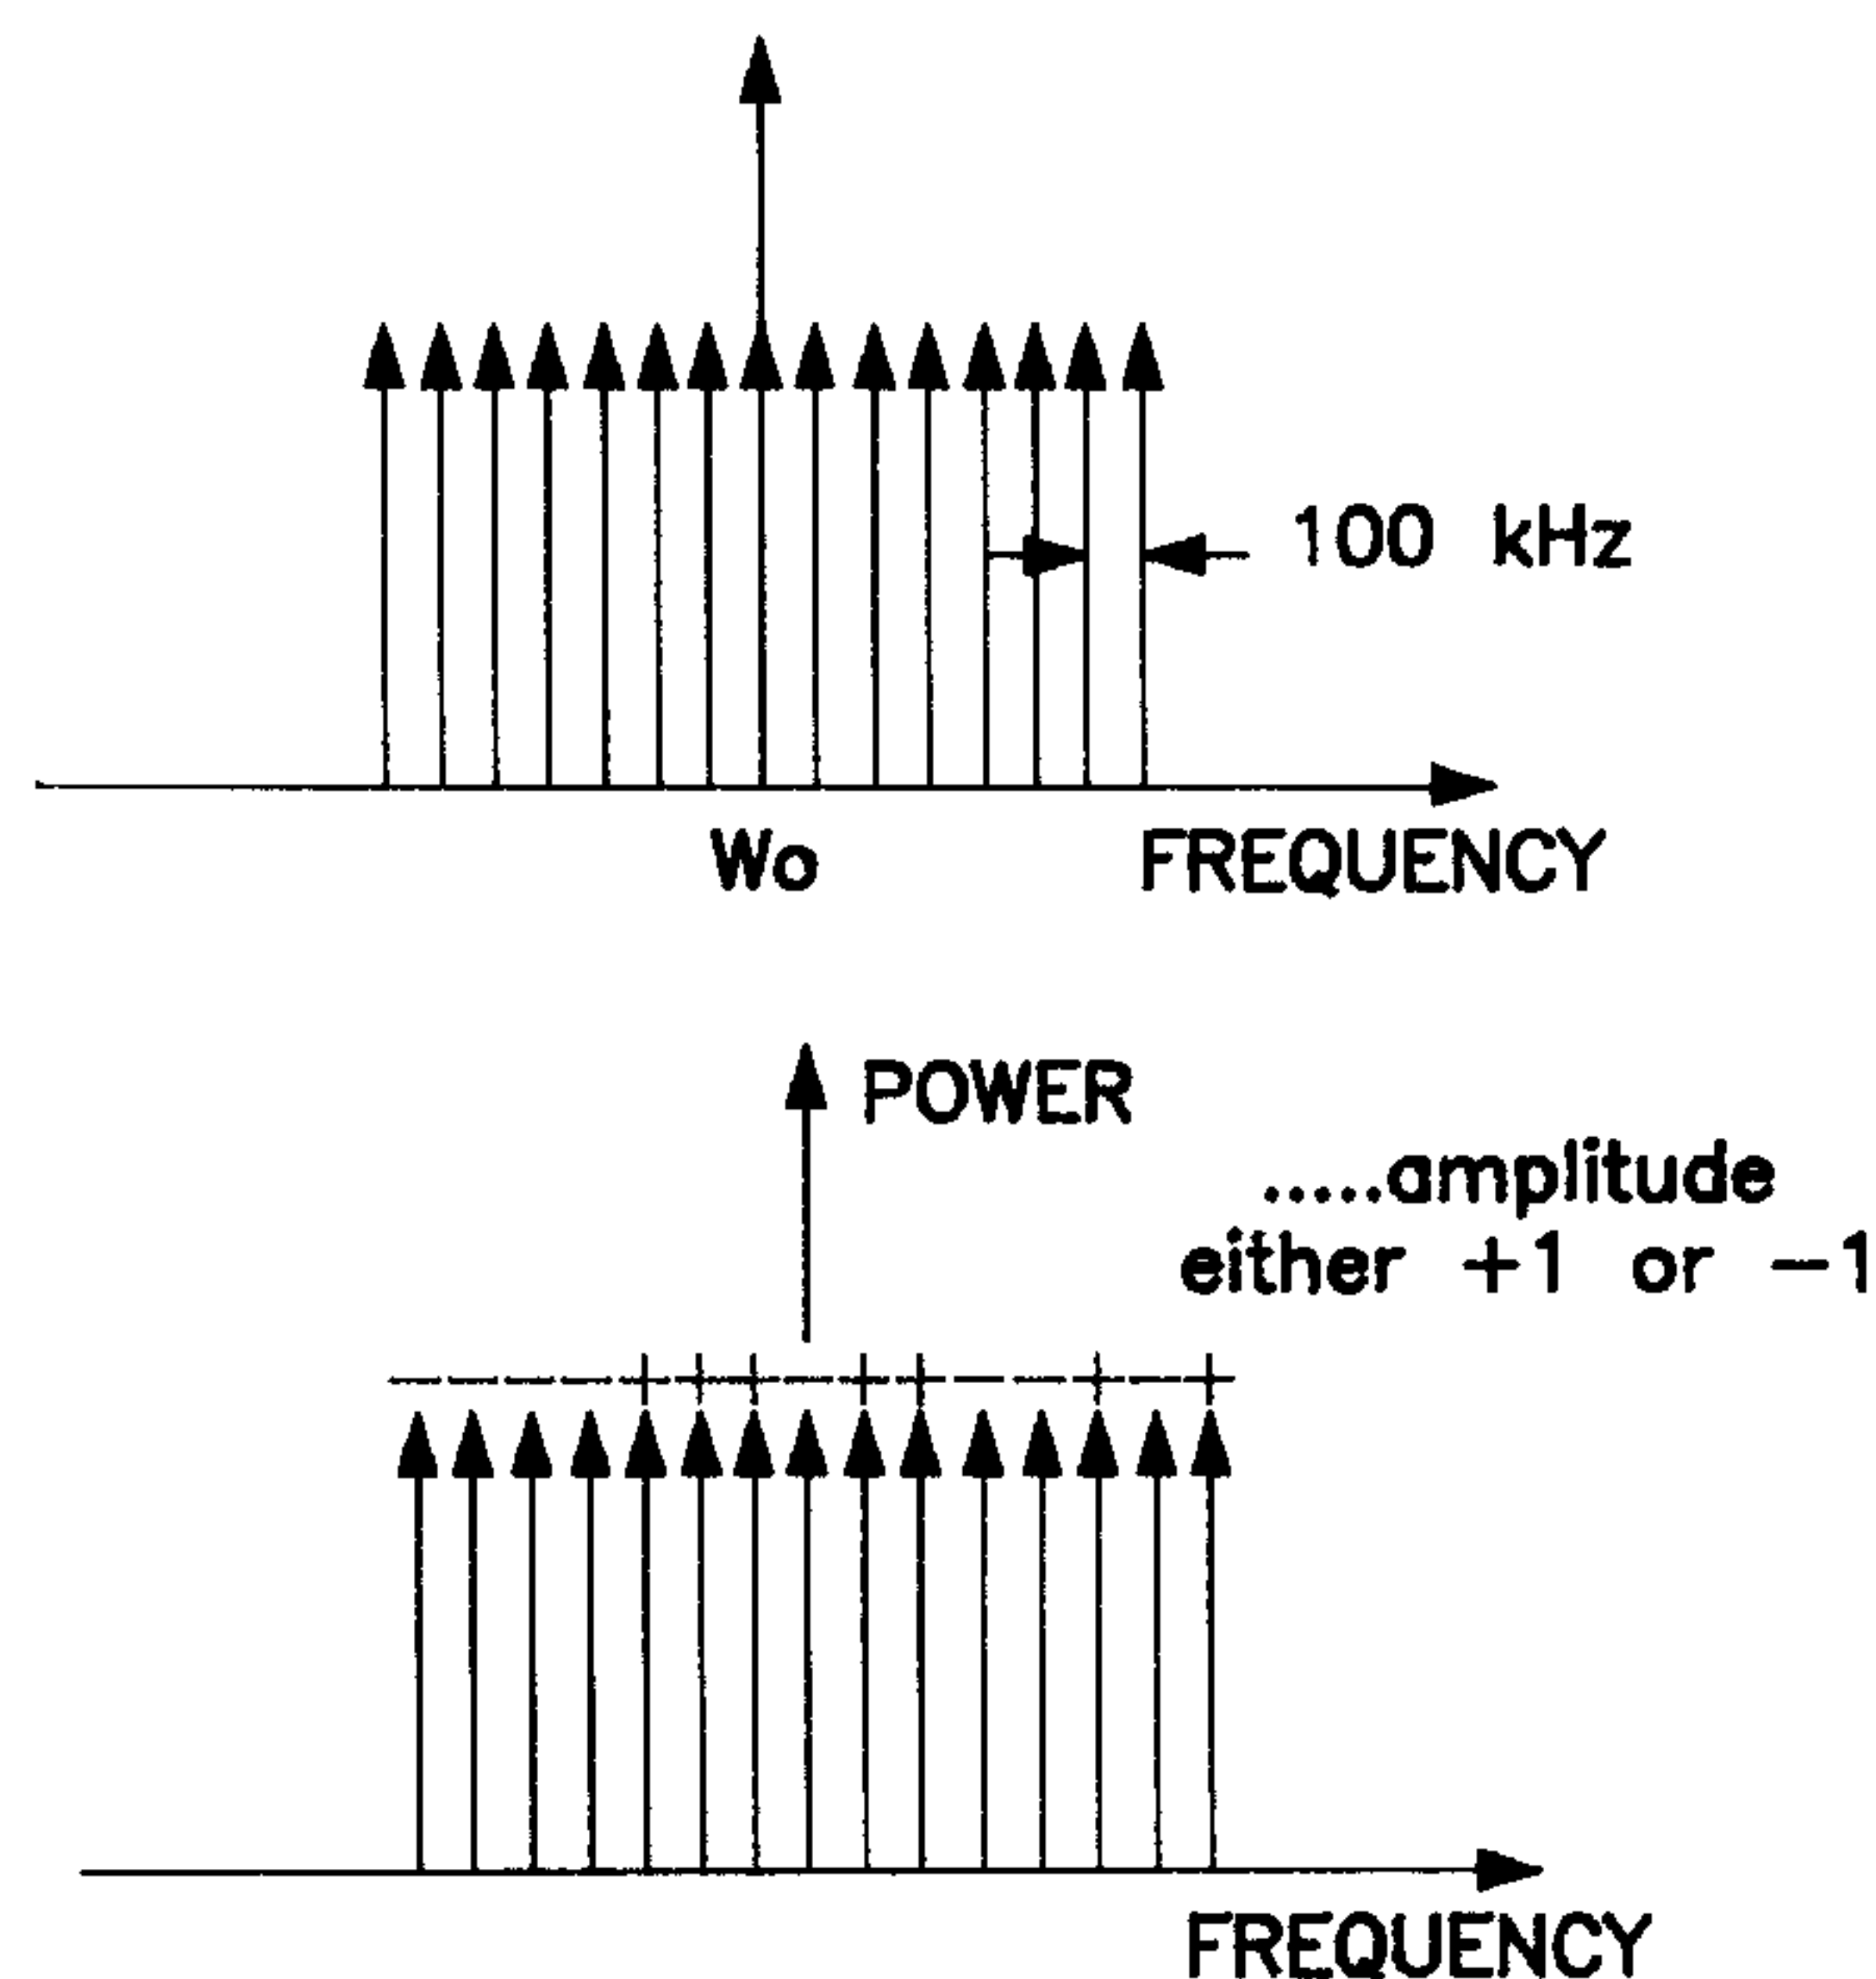 100 kHz
Wo
FREQUENCY
POWER
.....amplitude
either +1 or -1
- - - - + + + - + + - - + - +
FREQUENCY